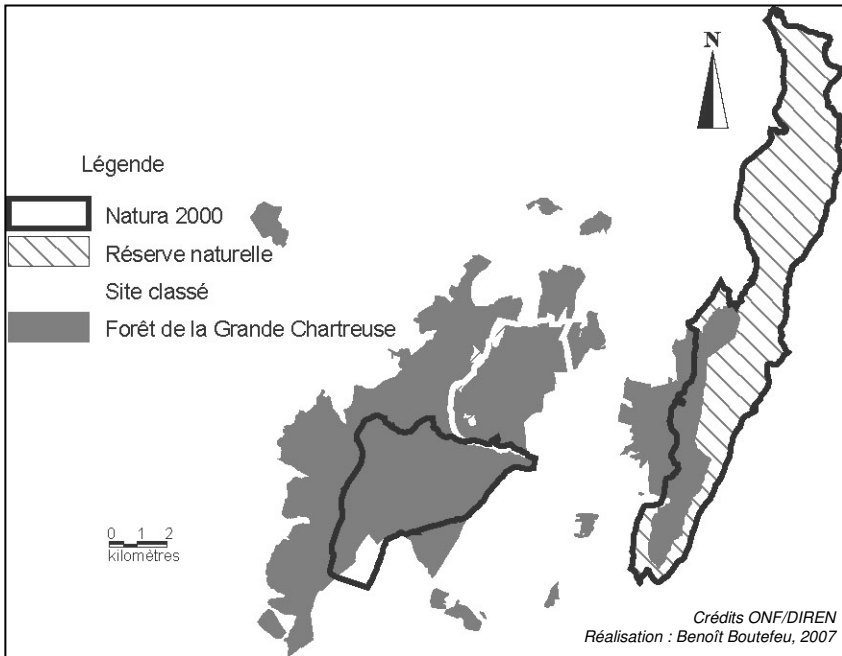 N
Légende
Natura 2000
Réserve naturelle
Site classé
Forêt de la Grande Chartreuse
0 1 2
kilomètres
Crédits ONF/DIREN
Réalisation : Benoît Boutefeu, 2007